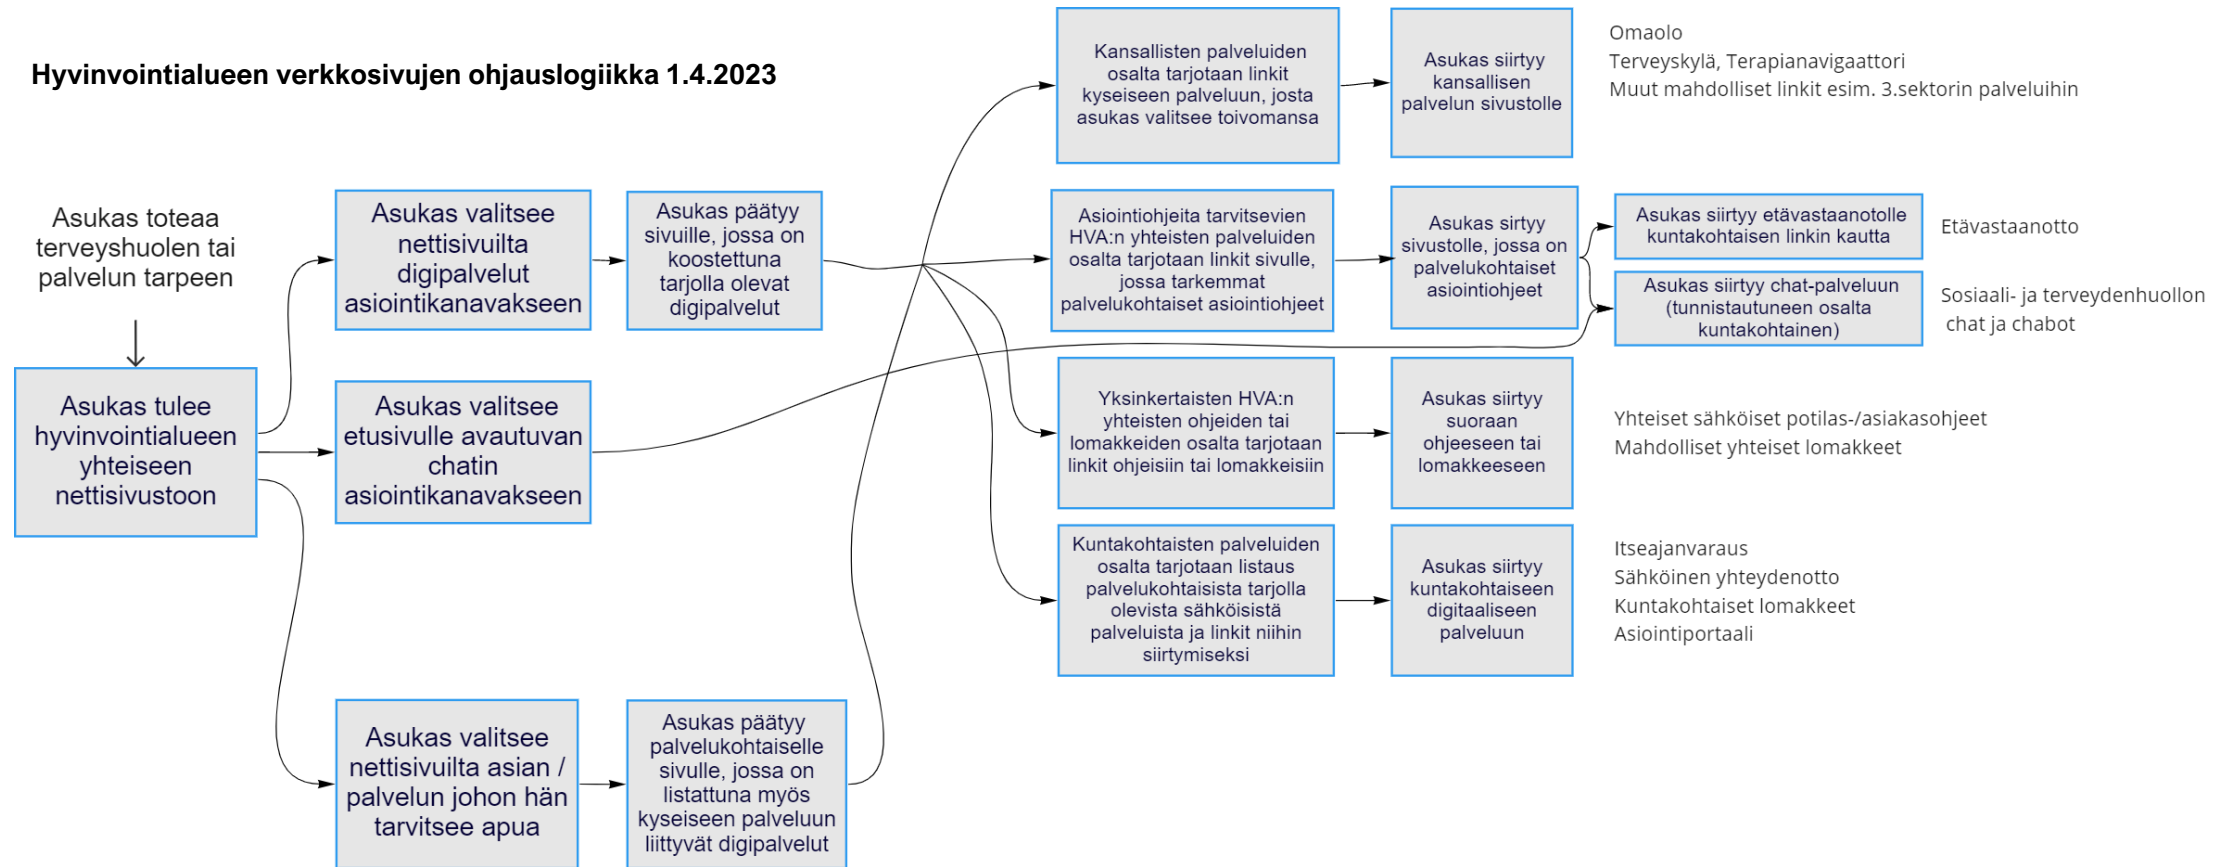 Hyvinvointialueen verkkosivujen ohjauslogiikka 1.4.2023
Asukas toteaa
terveyshuolen tai
palvelun tarpeen
Asukas tulee
hyvinvointialueen
yhteiseen
nettisivustoon
Asukas valitsee
nettisivuilta
digipalvelut
asiointikanavakseen
Asukas päätyy
sivuille, jossa on
koostettuna
tarjolla olevat
digipalvelut
Asukas valitsee
etusivulle avautuvan
chatin
asiointikanavakseen
Asukas valitsee
nettisivuilta asian /
palvelun johon hän
tarvitsee apua
Asukas päätyy
palvelukohtaiselle
sivulle, jossa on
listattuna myös
kyseiseen palveluun
liittyvät digipalvelut
Kansallisten palveluiden
osalta tarjotaan linkit
kyseiseen palveluun, josta
asukas valitsee toivomansa
Asukas siirtyy
kansallisen
palvelun sivustolle
Omaolo
Terveyskylä, Terapianavigaattori
Muut mahdolliset linkit esim. 3.sektorin palveluihin
Asiointiohjeita tarvitsevien
HVA:n yhteisten palveluiden
osalta tarjotaan linkit sivulle,
jossa tarkemmat
palvelukohtaiset asiointiohjeet
Asukas sirtyy
sivustolle, jossa on
palvelukohtaiset
asiointiohjeet
Asukas siirtyy etävastaanotolle
kuntakohtaisen linkin kautta
Etävastaanotto
Asukas siirtyy chat-palveluun
(tunnistautuneen osalta
kuntakohtainen)
Sosiaali- ja terveydenhuollon
chat ja chabot
Yksinkertaisten HVA:n
yhteisten ohjeiden tai
lomakkeiden osalta tarjotaan
linkit ohjeisiin tai lomakkeisiin
Asukas siirtyy
suoraan
ohjeeseen tai
lomakkeeseen
Yhteiset sähköiset potilas-/asiakasohjeet
Mahdolliset yhteiset lomakkeet
Kuntakohtaisten palveluiden
osalta tarjotaan listaus
palvelukohtaisista tarjolla
olevista sähköisistä
palveluista ja linkit niihin
siirtymiseksi
Asukas siirtyy
kuntakohtaiseen
digitaaliseen
palveluun
Itseajanvaraus
Sähköinen yhteydenotto
Kuntakohtaiset lomakkeet
Asiointiportaali